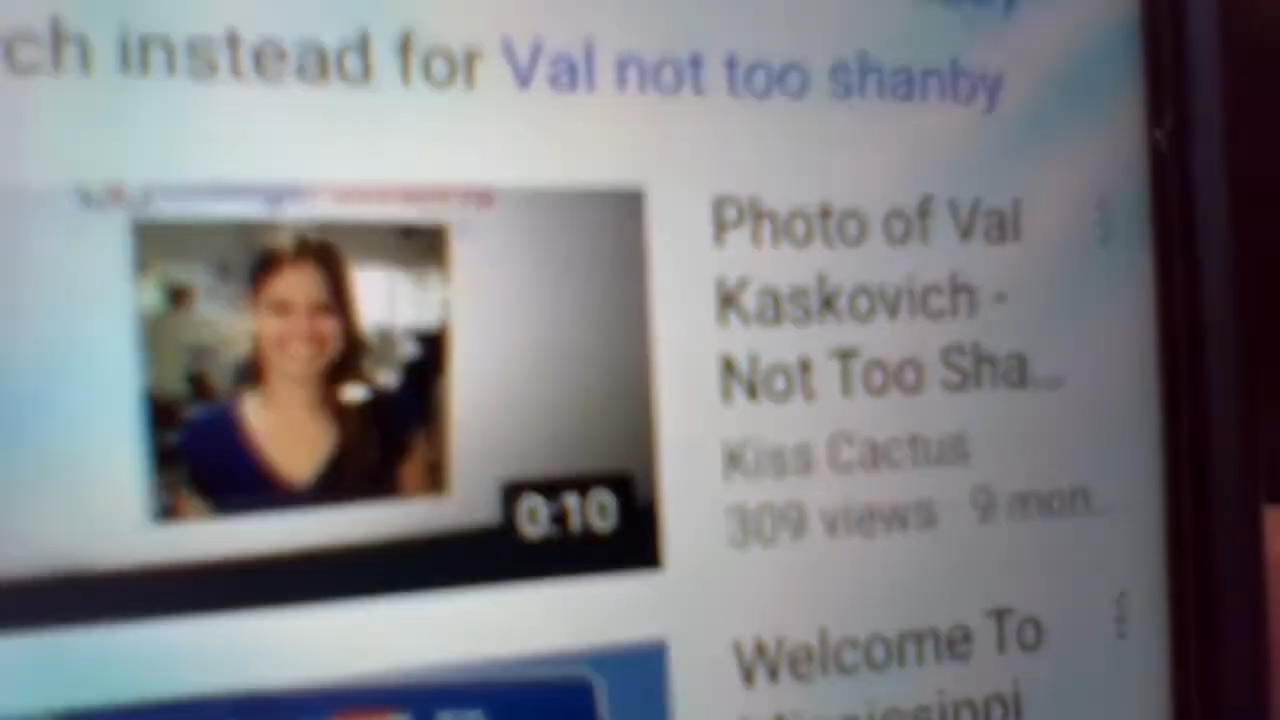 ch instead for Val not too shanby
Photo of Val
Kaskovich -
Not Too Sha...
Kiss Cactus
309 views 9 mon...
0:10
Welcome To
Mississippi